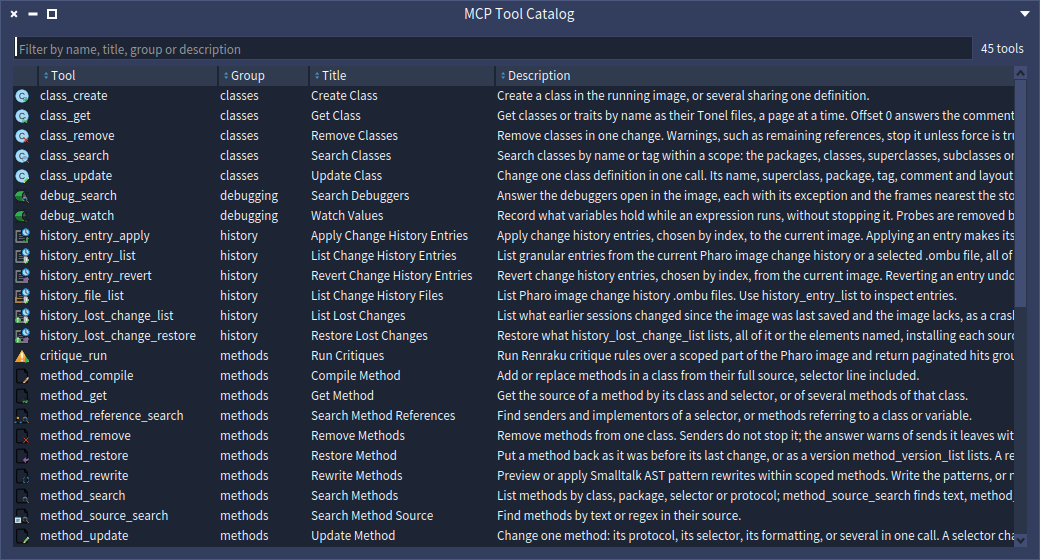 MCP Tool Catalog
Filter by name, title, group or description 45 tools
Tool Group Title Description
class_create classes Create Class Create a class in the running image, or several sharing one definition.
class_get classes Get Class Get classes or traits by name as their Tonel files, a page at a time. Offset 0 answers the comment
class_remove classes Remove Classes Remove classes in one change. Warnings, such as remaining references, stop it unless force is tru
class_search classes Search Classes Search classes by name or tag within a scope: the packages, classes, superclasses, subclasses or
class_update classes Update Class Change one class definition in one call. Its name, superclass, package, tag, comment and layout
debug_search debugging Search Debuggers Answer the debuggers open in the image, each with its exception and the frames nearest the sto
debug_watch debugging Watch Values Record what variables hold while an expression runs, without stopping it. Probes are removed b
history_entry_apply history Apply Change History Entries Apply change history entries, chosen by index, to the current image. Applying an entry makes its
history_entry_list history List Change History Entries List granular entries from the current Pharo image change history or a selected .ombu file, all of
history_entry_revert history Revert Change History Entries Revert change history entries, chosen by index, from the current image. Reverting an entry undo
history_file_list history List Change History Files List Pharo image change history .ombu files. Use history_entry_list to inspect entries.
history_lost_change_list history List Lost Changes List what earlier sessions changed since the image was last saved and the image lacks, as a cras
history_lost_change_restore history Restore Lost Changes Restore what history_lost_change_list lists, all of it or the elements named, installing each sourc
critique_run methods Run Critiques Run Renraku critique rules over a scoped part of the Pharo image and return paginated hits grou
method_compile methods Compile Method Add or replace methods in a class from their full source, selector line included.
method_get methods Get Method Get the source of a method by its class and selector, or of several methods of that class.
method_reference_search methods Search Method References Find senders and implementors of a selector, or methods referring to a class or variable.
method_remove methods Remove Methods Remove methods from one class. Senders do not stop it; the answer warns of sends it leaves wit
method_restore methods Restore Method Put a method back as it was before its last change, or as a version method_version_list lists. A re
method_rewrite methods Rewrite Methods Preview or apply Smalltalk AST pattern rewrites within scoped methods. Write the patterns, or r
method_search methods Search Methods List methods by class, package, selector or protocol; method_source_search finds text, method_
method_source_search methods Search Method Source Find methods by text or regex in their source.
method_update methods Update Method Change one method: its protocol, its selector, its formatting, or several in one call. A selector cha